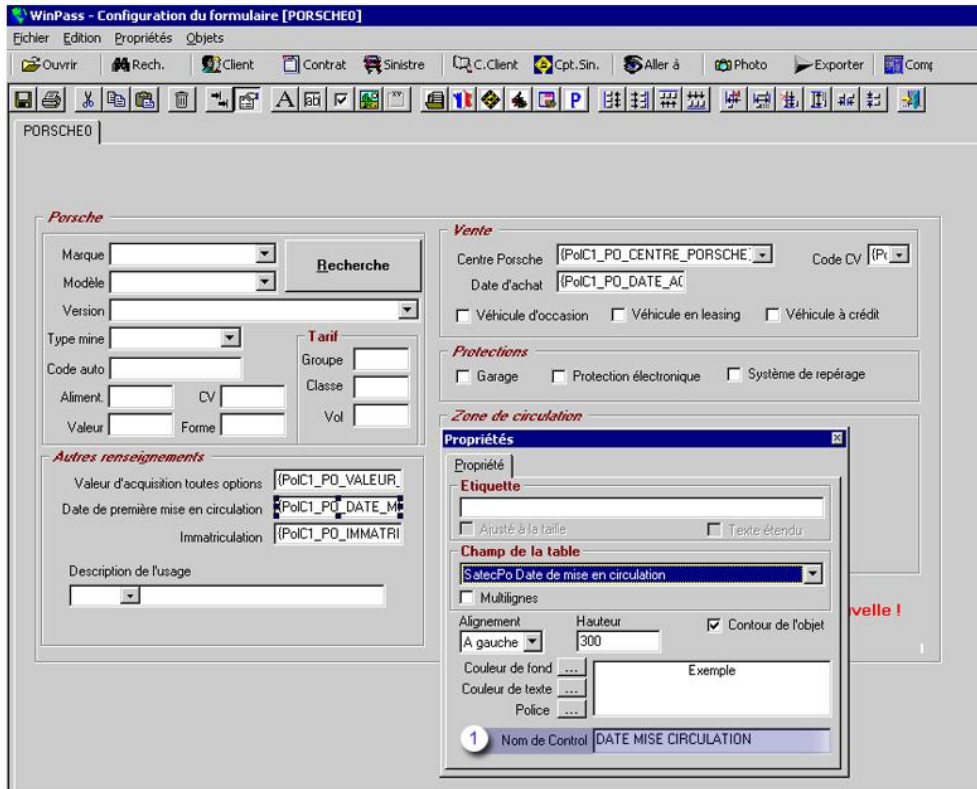 WinPass - Configuration du formulaire [PORSCHE0]
Fichier Edition Propriétés Objets
Ouvrir Rech. Client Contrat Sinistre C.Client Cpt.Sin. Aller à Photo Exporter Comp
PORSCHE0
Porsche
Marque
Modèle
Recherche
Version
Type mine
Code auto
Aliment. CV
Valeur Forme
Tarif
Groupe
Classe
Vol
Autres renseignements
Valeur d'acquisition toutes options {PolC1_PO_VALEUR_
Date de première mise en circulation {PolC1_PO_DATE_M
Immatriculation {PolC1_PO_IMMATRI
Description de l'usage
Vente
Centre Porsche {PolC1_PO_CENTRE_PORSCHE} Code CV {Po
Date d'achat {PolC1_PO_DATE_AC
Véhicule d'occasion Véhicule en leasing Véhicule à crédit
Protections
Garage Protection électronique Système de repérage
Zone de circulation
Propriétés
Propriété
Etiquette
Ajusté à la taille Texte étendu
Champ de la table
SatecPo Date de mise en circulation
Multilignes
Alignement Hauteur
A gauche 300 Contour de l'objet
Couleur de fond ... Exemple
Couleur de texte ...
Police ...
1 Nom de Control DATE MISE CIRCULATION
velle !